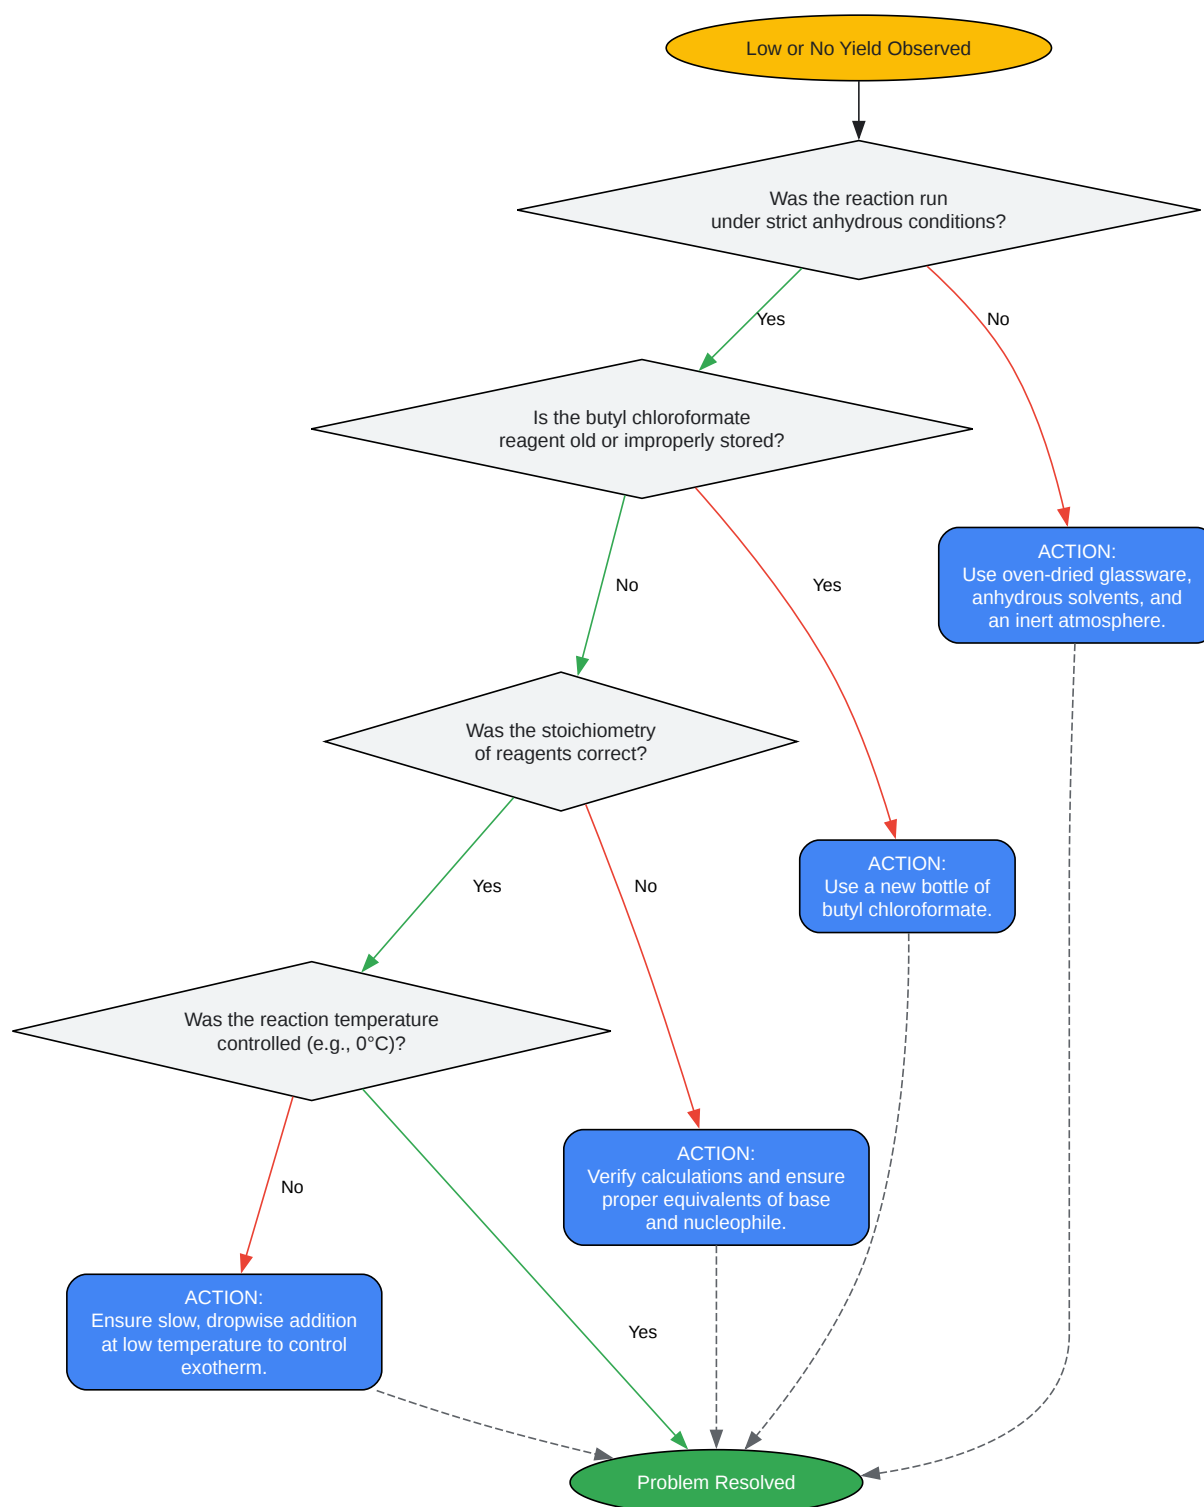 Low or No Yield Observed
Was the reaction run
under strict anhydrous conditions?
Yes
No
Is the butyl chloroformate
reagent old or improperly stored?
No
Yes
ACTION:
Use oven-dried glassware,
anhydrous solvents, and
an inert atmosphere.
Was the stoichiometry
of reagents correct?
Yes
No
ACTION:
Use a new bottle of
butyl chloroformate.
Was the reaction temperature
controlled (e.g., 0°C)?
No
Yes
ACTION:
Verify calculations and ensure
proper equivalents of base
and nucleophile.
ACTION:
Ensure slow, dropwise addition
at low temperature to control
exotherm.
Problem Resolved